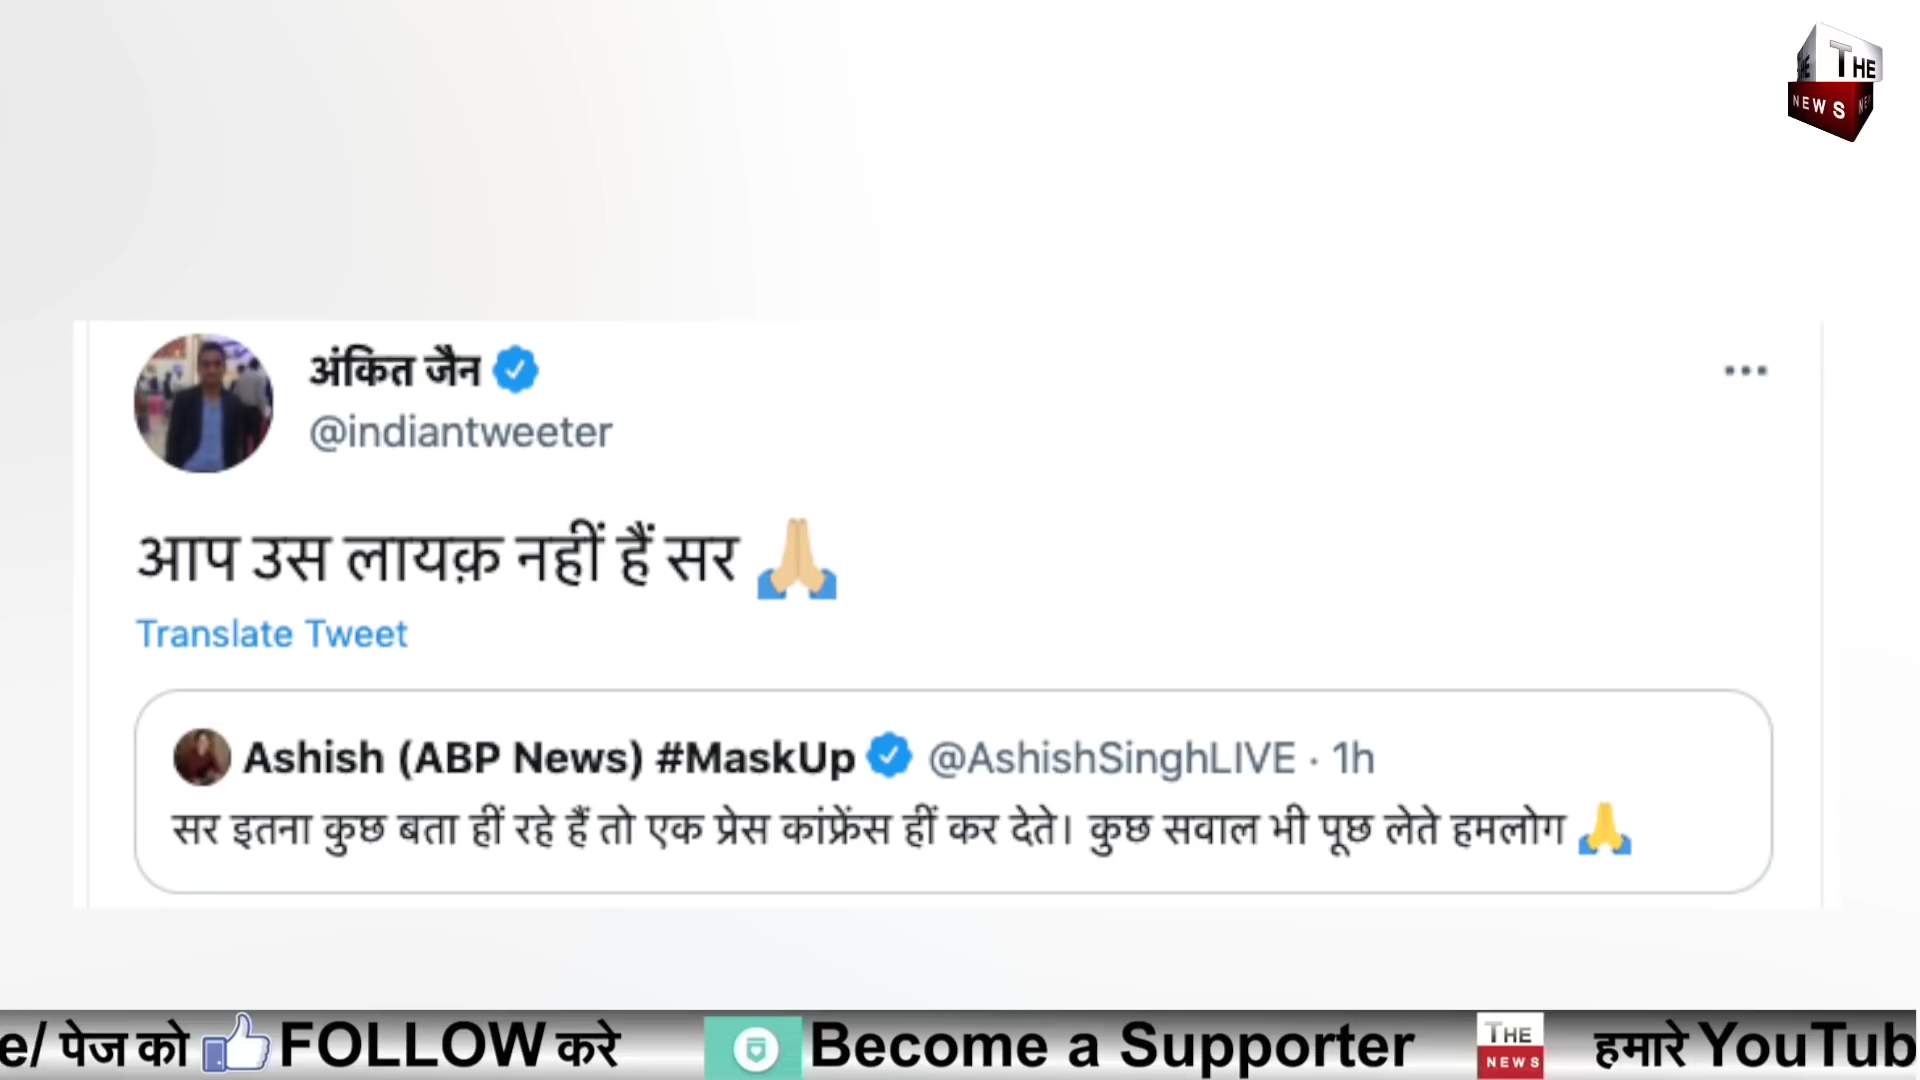 THE
NEWS
अंकित जैन
@indiantweeter
आप उस लायक़ नहीं हैं सर 🙏🏼
Translate Tweet
Ashish (ABP News) #MaskUp @AshishSinghLIVE · 1h
सर इतना कुछ बता हीं रहे हैं तो एक प्रेस कांफ्रेंस हीं कर देते। कुछ सवाल भी पूछ लेते हमलोग 🙏
e/ पेज को FOLLOW करे Become a Supporter THE NEWS हमारे YouTub